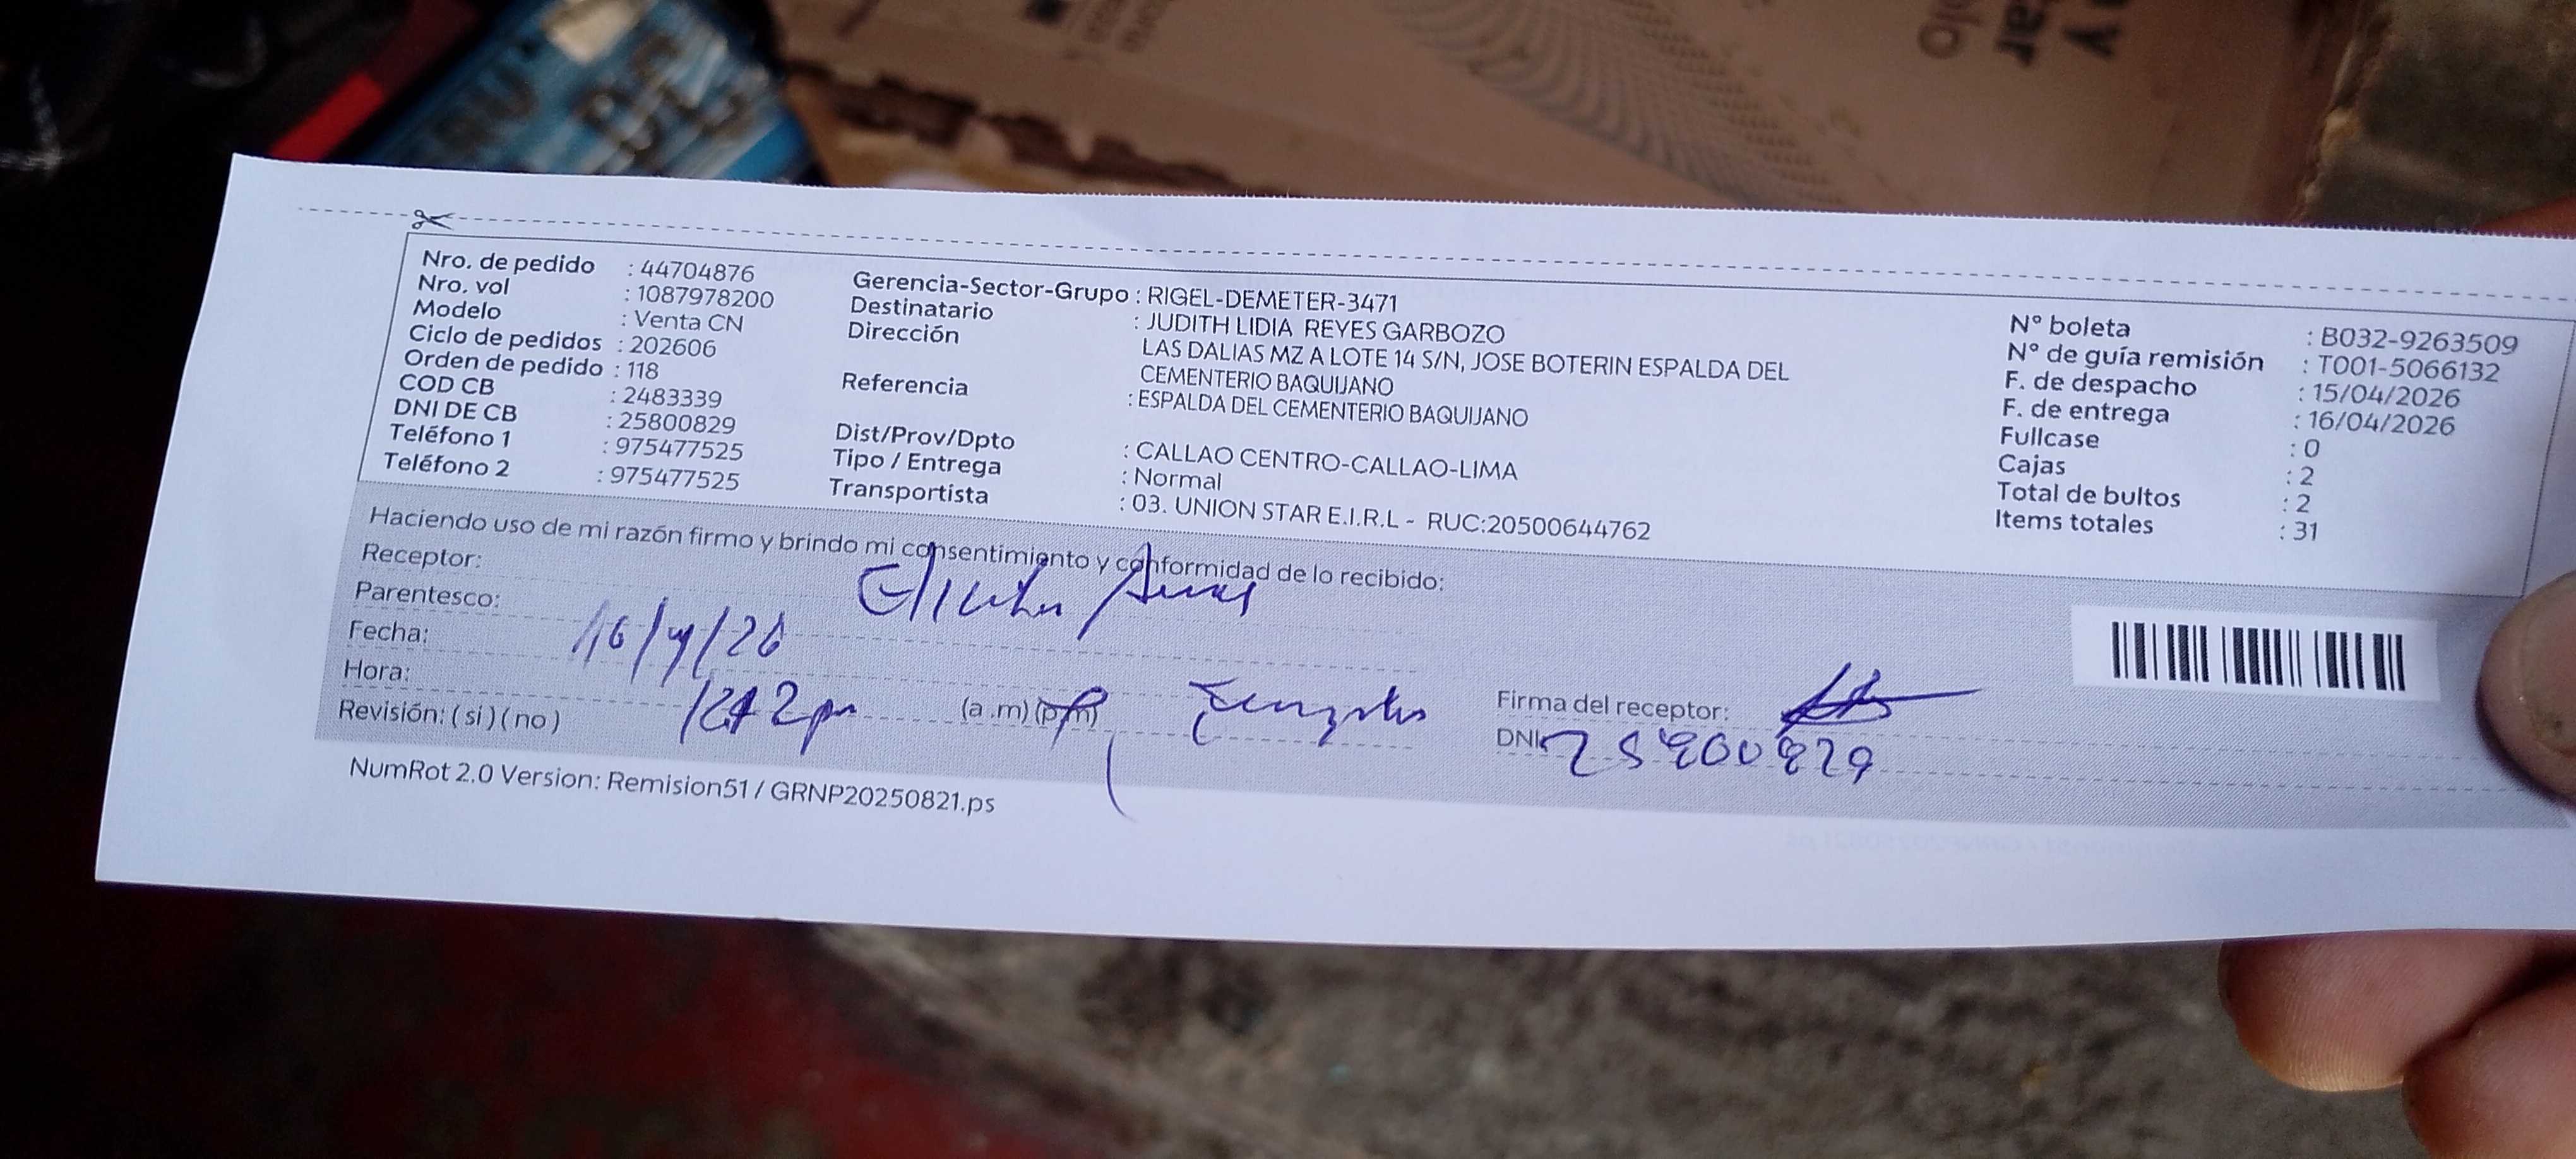 Nro. de pedido : 44704876
Nro. vol : 1087978200
Modelo : Venta CN
Ciclo de pedidos : 202606
Orden de pedido : 118
COD CB : 2483339
DNI DE CB : 25800829
Teléfono 1 : 975477525
Teléfono 2 : 975477525
Gerencia-Sector-Grupo : RIGEL-DEMETER-3471
Destinatario : JUDITH LIDIA REYES GARBOZO
Dirección : LAS DALIAS MZ A LOTE 14 S/N, JOSE BOTERIN ESPALDA DEL
CEMENTERIO BAQUIJANO
Referencia : ESPALDA DEL CEMENTERIO BAQUIJANO
Dist/Prov/Dpto : CALLAO CENTRO-CALLAO-LIMA
Tipo / Entrega : Normal
Transportista : 03. UNION STAR E.I.R.L - RUC:20500644762
N° boleta : B032-9263509
N° de guía remisión : T001-5066132
F. de despacho : 15/04/2026
F. de entrega : 16/04/2026
Fullcase : 0
Cajas : 2
Total de bultos : 2
Items totales : 31
Haciendo uso de mi razón firmo y brindo mi consentimiento y conformidad de lo recibido:
Receptor:
Parentesco:
Fecha: 16/4/26
Hora: (a.m) (p.m)
Revisión: ( si ) ( no )
Firma del receptor:
DNI: 25800829
NumRot 2.0 Version: Remision51 / GRNP20250821.ps